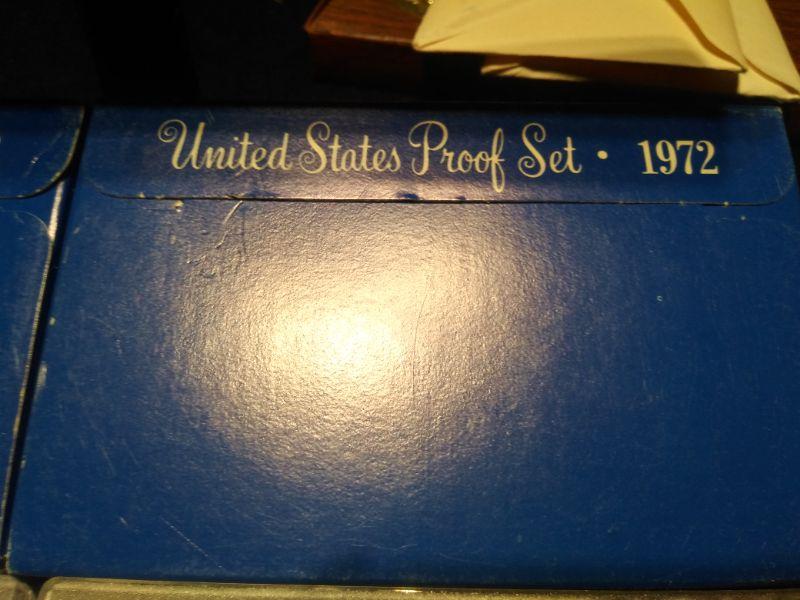 United States Proof Set • 1972